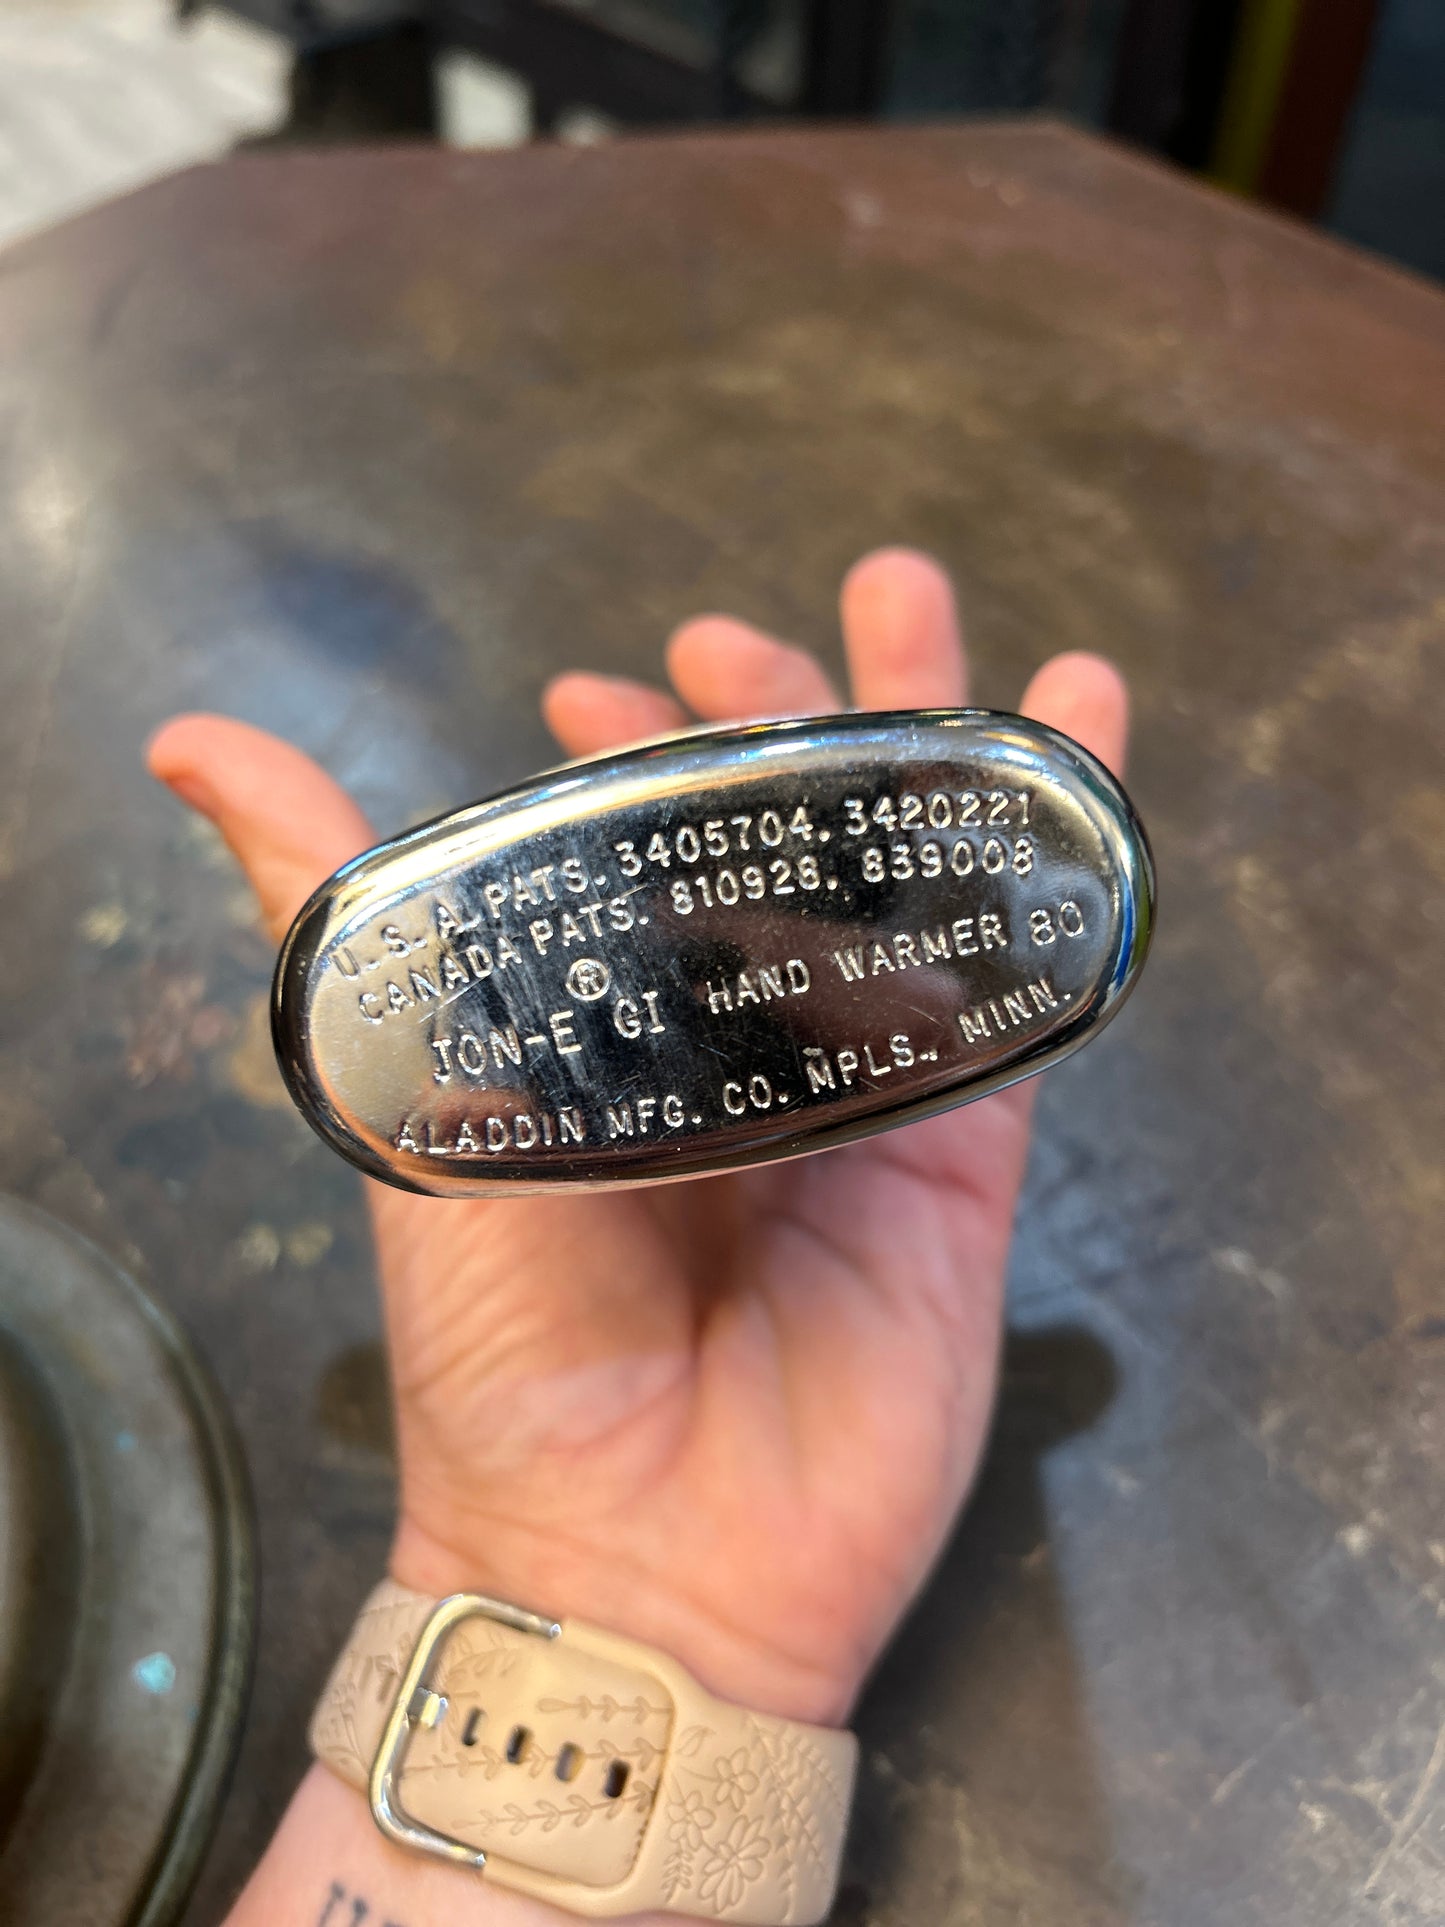 U.S.A. PATS. 3405704, 3420221
CANADA PATS. 810928, 839008
JON-E ® GI HAND WARMER 80
ALADDIN MFG. CO. MPLS., MINN.